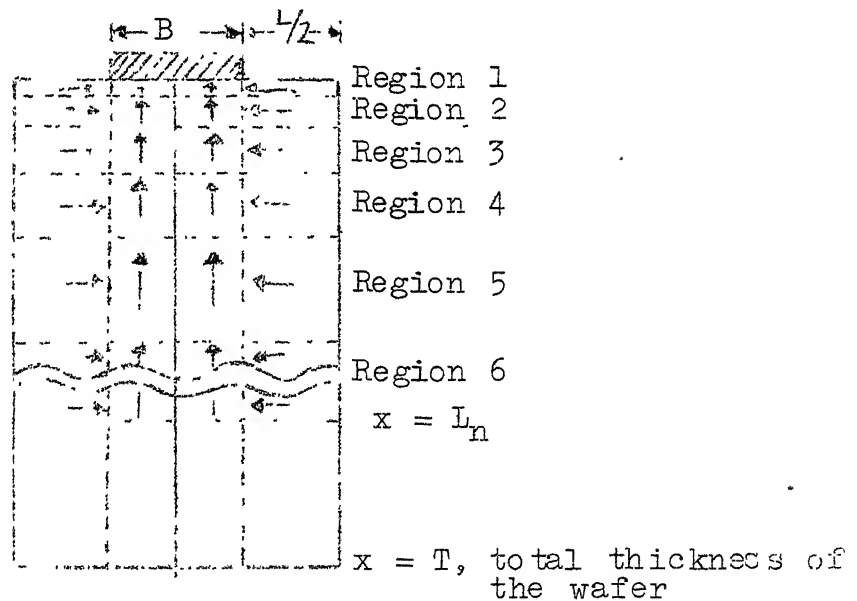 B L/2
Region 1
Region 2
Region 3
Region 4
Region 5
Region 6
x = L_n
x = T, total thickness of
the wafer